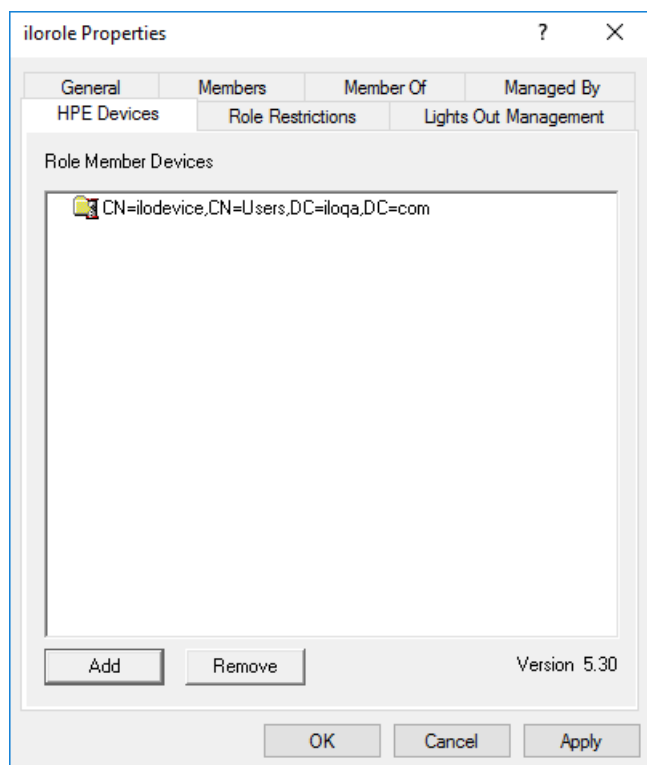 ilorole Properties ? ×
General Members Member Of Managed By
HPE Devices Role Restrictions Lights Out Management
Role Member Devices
CN=ilodevice,CN=Users,DC=iloqa,DC=com
Add Remove Version 5.30
OK Cancel Apply